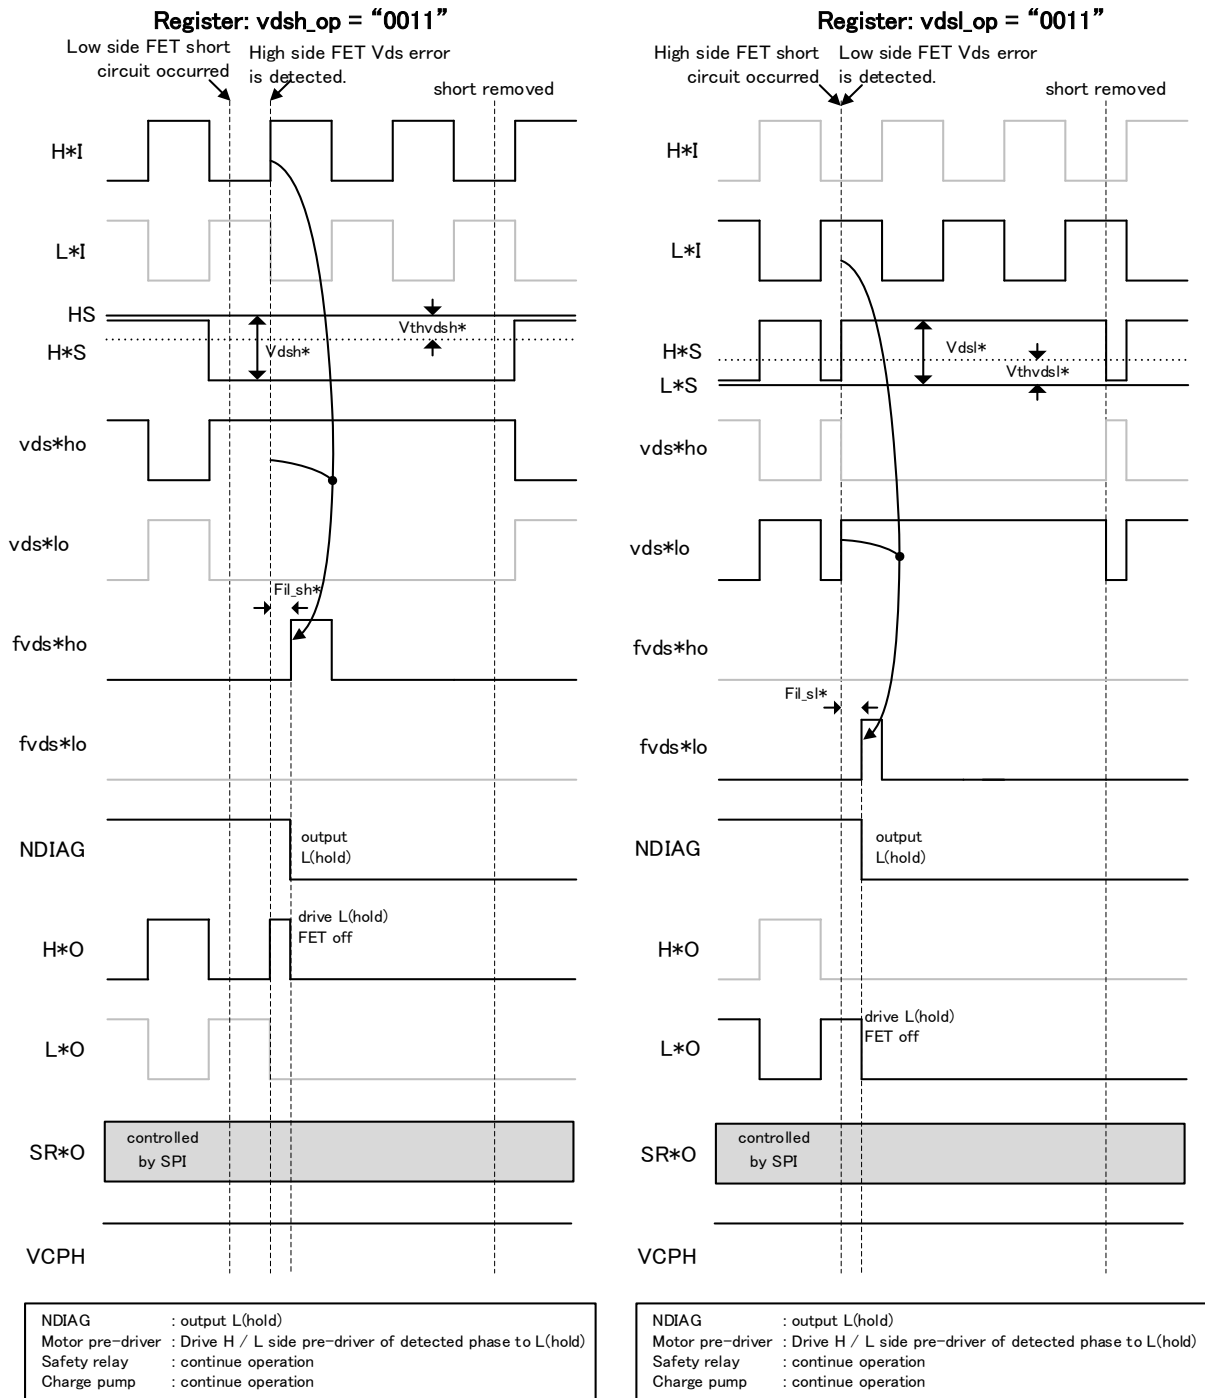 Register: vdsh_op = “0011”
Low side FET short
circuit occurred
High side FET Vds error
is detected.
short removed
H*I
L*I
HS
Vthvdsh*
H*S
Vdsh*
vds*ho
vds*lo
Fil_sh*
fvds*ho
fvds*lo
NDIAG
output
L(hold)
H*O
drive L(hold)
FET off
L*O
SR*O
controlled
by SPI
VCPH
NDIAG : output L(hold)
Motor pre-driver : Drive H / L side pre-driver of detected phase to L(hold)
Safety relay : continue operation
Charge pump : continue operation
Register: vdsl_op = “0011”
High side FET short
circuit occurred
Low side FET Vds error
is detected.
short removed
H*I
L*I
H*S
Vdsl*
Vthvdsl*
L*S
vds*ho
vds*lo
fvds*ho
Fil_sl*
fvds*lo
NDIAG
output
L(hold)
H*O
drive L(hold)
FET off
L*O
SR*O
controlled
by SPI
VCPH
NDIAG : output L(hold)
Motor pre-driver : Drive H / L side pre-driver of detected phase to L(hold)
Safety relay : continue operation
Charge pump : continue operation